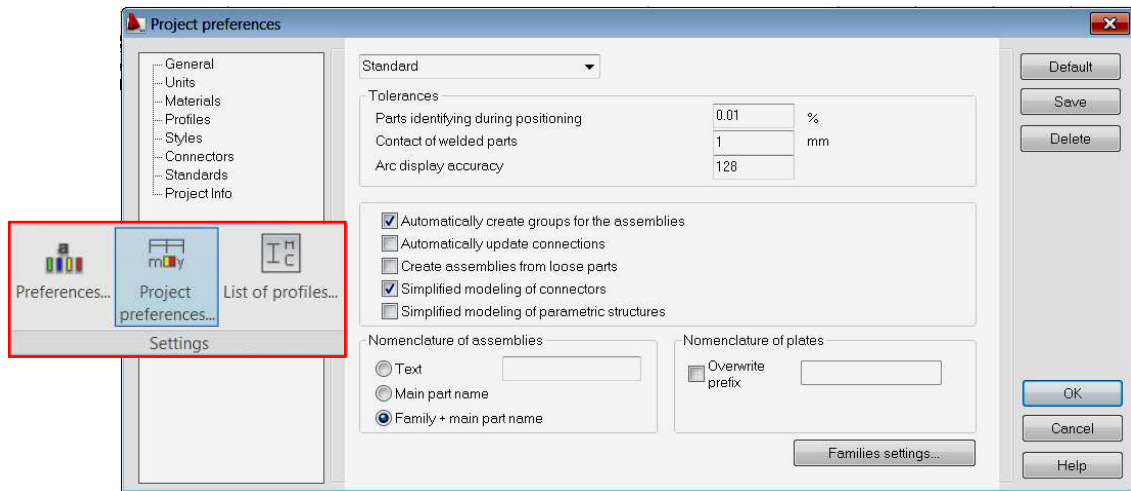 Project preferences
General
Units
Materials
Profiles
Styles
Connectors
Standards
Project Info
Standard
Tolerances
Parts identifying during positioning 0.01 %
Contact of welded parts 1 mm
Arc display accuracy 128
Automatically create groups for the assemblies
Automatically update connections
Create assemblies from loose parts
Simplified modeling of connectors
Simplified modeling of parametric structures
Nomenclature of assemblies
Text
Main part name
Family + main part name
Nomenclature of plates
Overwrite
prefix
Families settings...
Default
Save
Delete
OK
Cancel
Help
a
m y
I M
C
Preferences... Project List of profiles...
preferences...
Settings